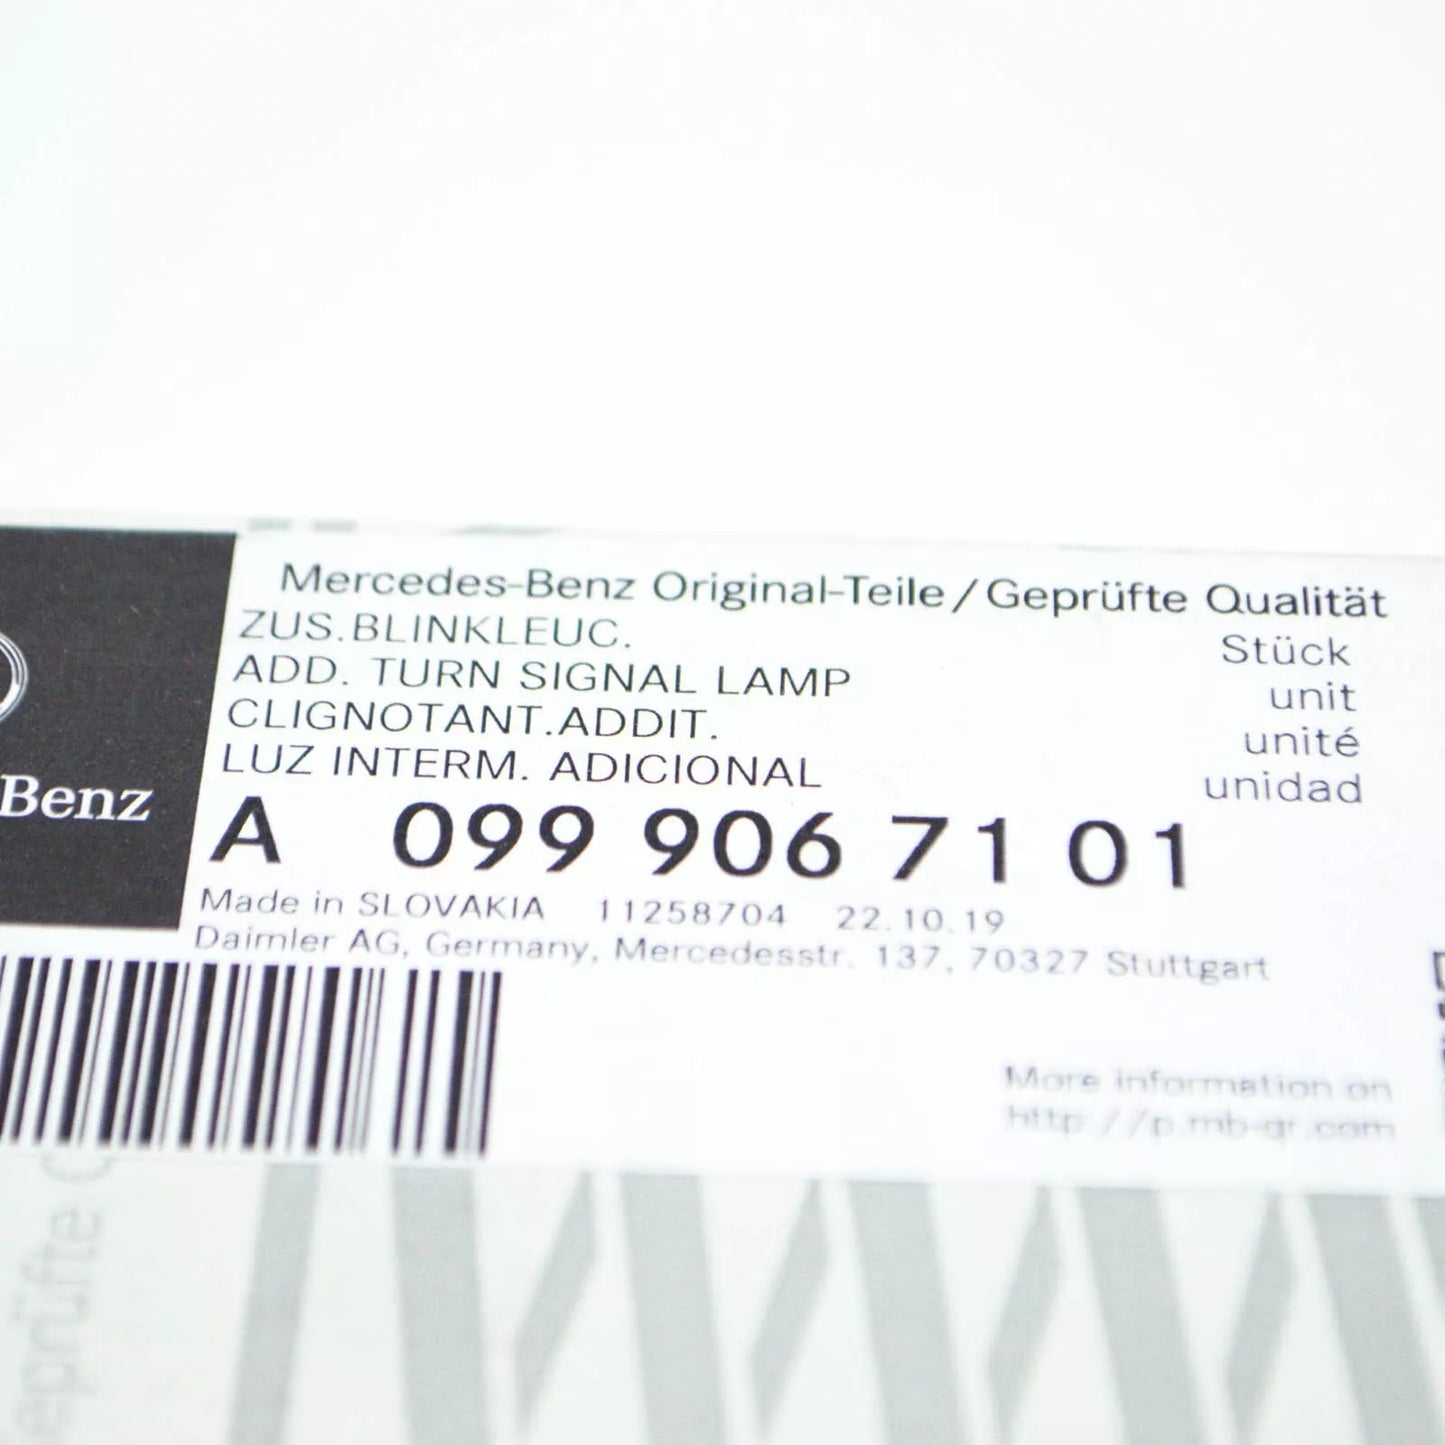 Mercedes-Benz Original-Teile/Geprüfte Qualität
ZUS.BLINKLEUC.
Stück
ADD. TURN SIGNAL LAMP
unit
CLIGNOTANT.ADDIT.
unité
LUZ INTERM. ADICIONAL
unidad
Benz
A 099 906 71 01
Made in SLOVAKIA 11258704 22.10.19
Daimler AG, Germany, Mercedesstr. 137, 70327 Stuttgart
More information on
http://p.mb-qr.com
eprüfte